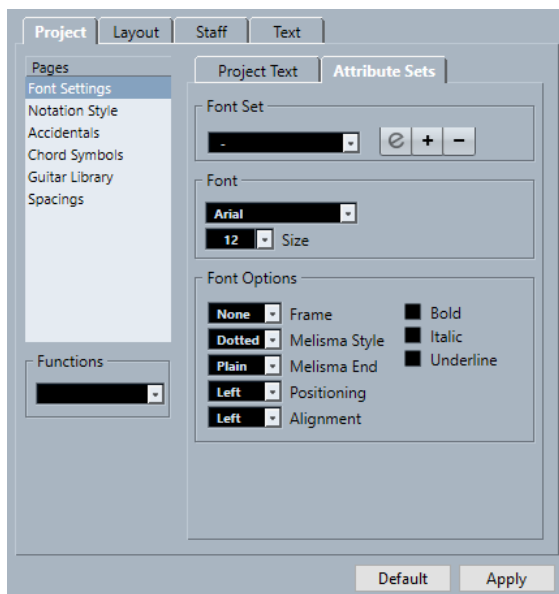 Project Layout Staff Text
Pages
Font Settings
Notation Style
Accidentals
Chord Symbols
Guitar Library
Spacings
Functions
Project Text Attribute Sets
Font Set
- e + −
Font
Arial
12 Size
Font Options
None Frame
Dotted Melisma Style
Plain Melisma End
Left Positioning
Left Alignment
Bold
Italic
Underline
Default Apply